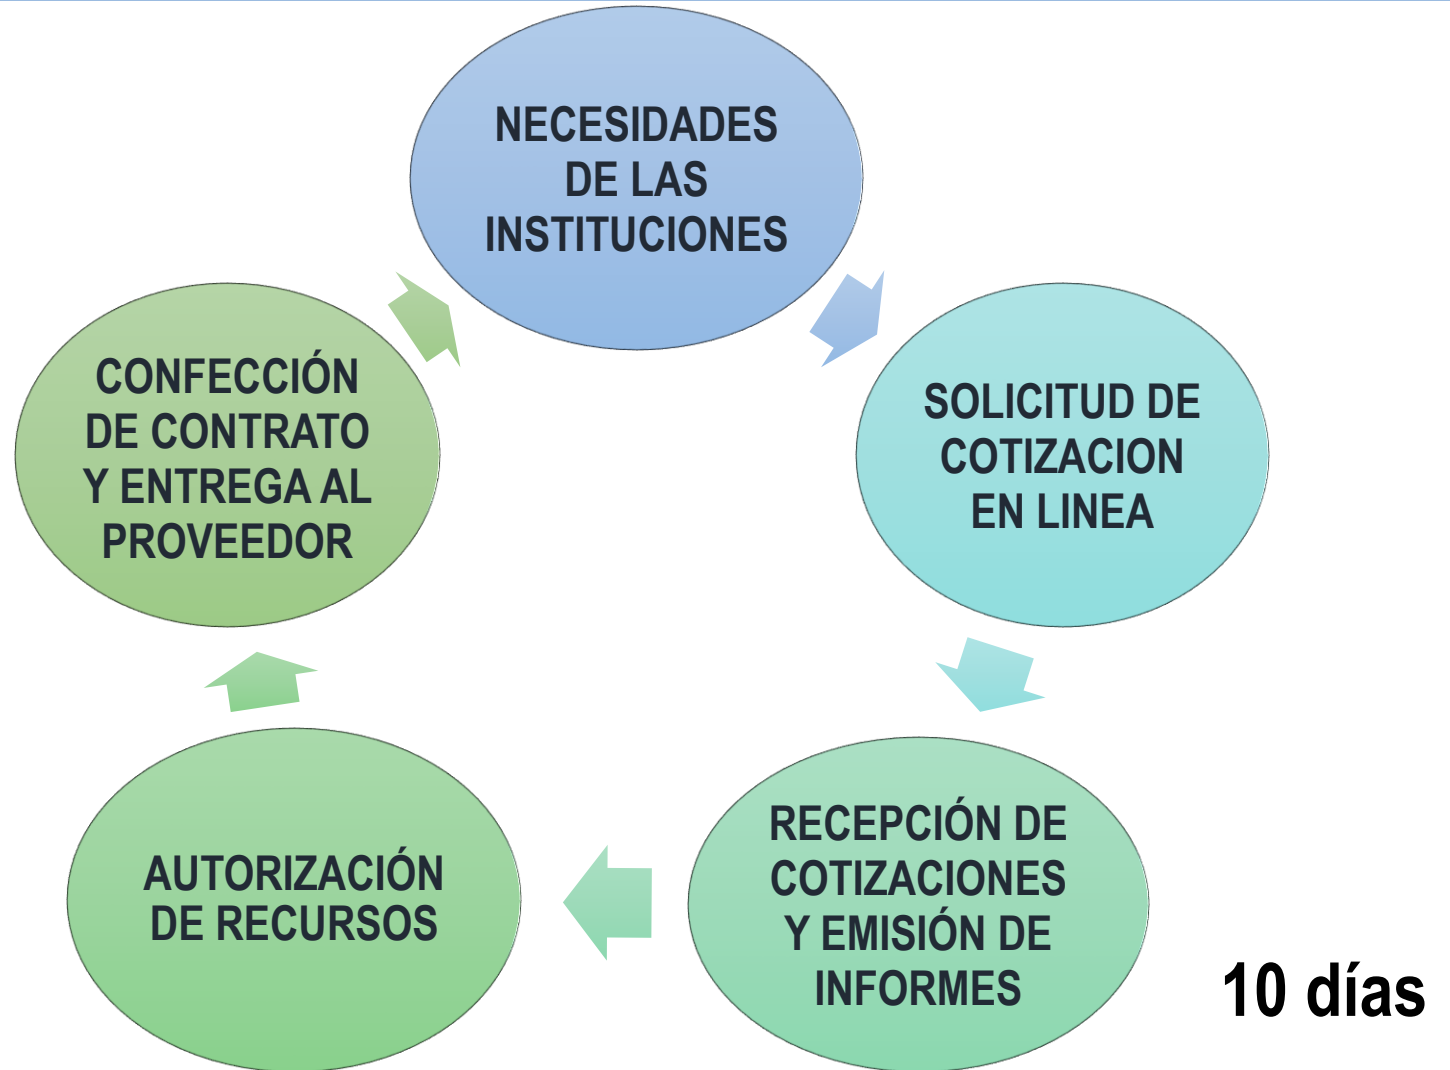 NECESIDADES
DE LAS
INSTITUCIONES
SOLICITUD DE
COTIZACION
EN LINEA
RECEPCIÓN DE
COTIZACIONES
Y EMISIÓN DE
INFORMES
AUTORIZACIÓN
DE RECURSOS
CONFECCIÓN
DE CONTRATO
Y ENTREGA AL
PROVEEDOR
10 días